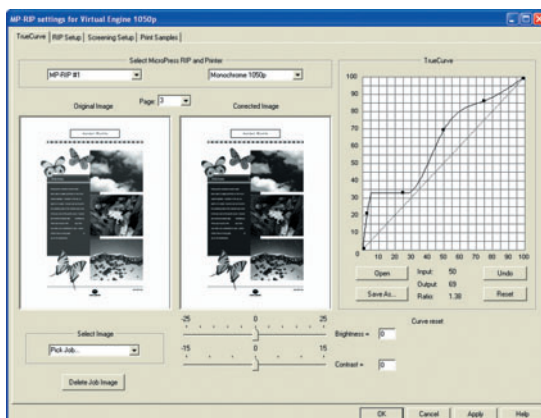 MP-RIP settings for Virtual Engine 1050p
TrueCurve RIP Setup Screening Setup Print Samples
Select MicroPress RIP and Printer
MP-RIP #1 Monochrome 1050p
Original Image Page: 3 Corrected Image
TrueCurve
100
90
80
70
60
50
40
30
20
10
0
0 10 20 30 40 50 60 70 80 90 100
Open Input: 50 Undo
Output: 69
Save As... Ratio: 1.38 Reset
-25 0 25
Brightness = 0
Curve reset
-15 0 15
Contrast = 0
Select Image
Pick Job...
Delete Job Image
OK Cancel Apply Help